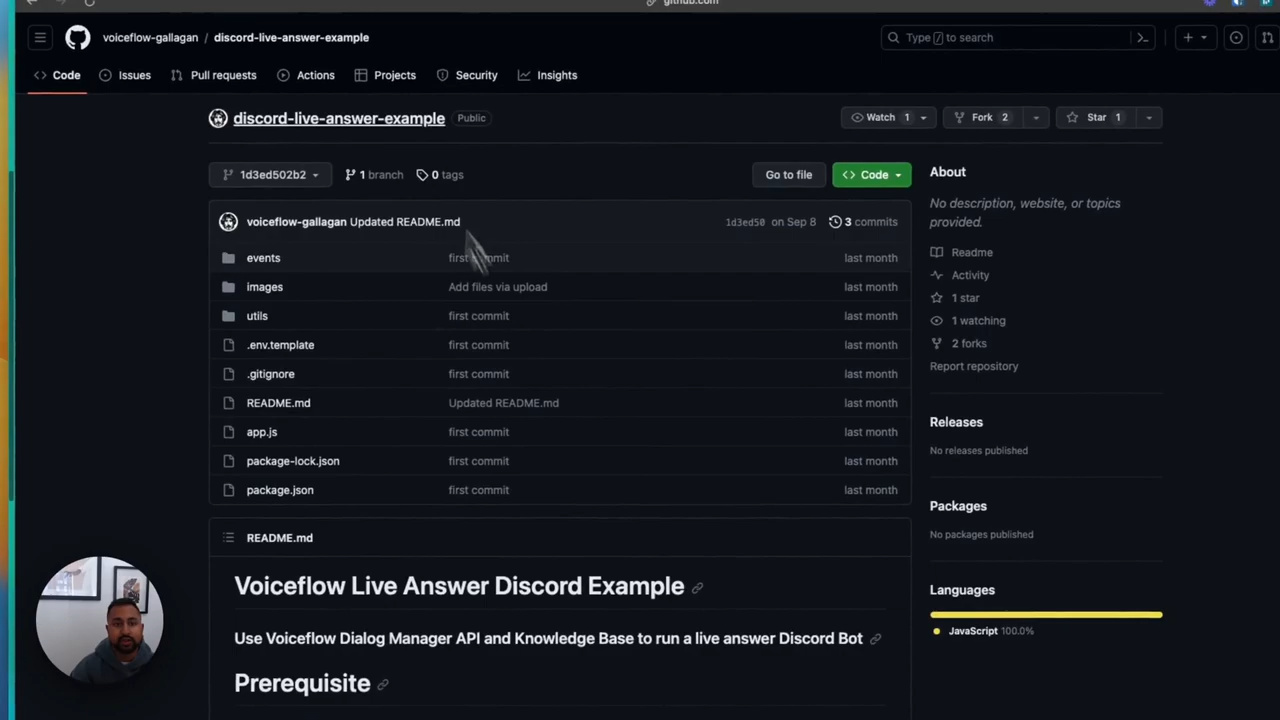 github.com
voiceflow-gallagan / discord-live-answer-example
Type / to search
Code
Issues
Pull requests
Actions
Projects
Security
Insights
discord-live-answer-example Public
Watch 1
Fork 2
Star 1
1d3ed502b2
1 branch
0 tags
Go to file
Code
voiceflow-gallagan Updated README.md 1d3ed50 on Sep 8 3 commits
events first commit last month
images Add files via upload last month
utils first commit last month
.env.template first commit last month
.gitignore first commit last month
README.md Updated README.md last month
app.js first commit last month
package-lock.json first commit last month
package.json first commit last month
README.md
Voiceflow Live Answer Discord Example
Use Voiceflow Dialog Manager API and Knowledge Base to run a live answer Discord Bot
Prerequisite
About
No description, website, or topics
provided.
Readme
Activity
1 star
1 watching
2 forks
Report repository
Releases
No releases published
Packages
No packages published
Languages
JavaScript 100.0%